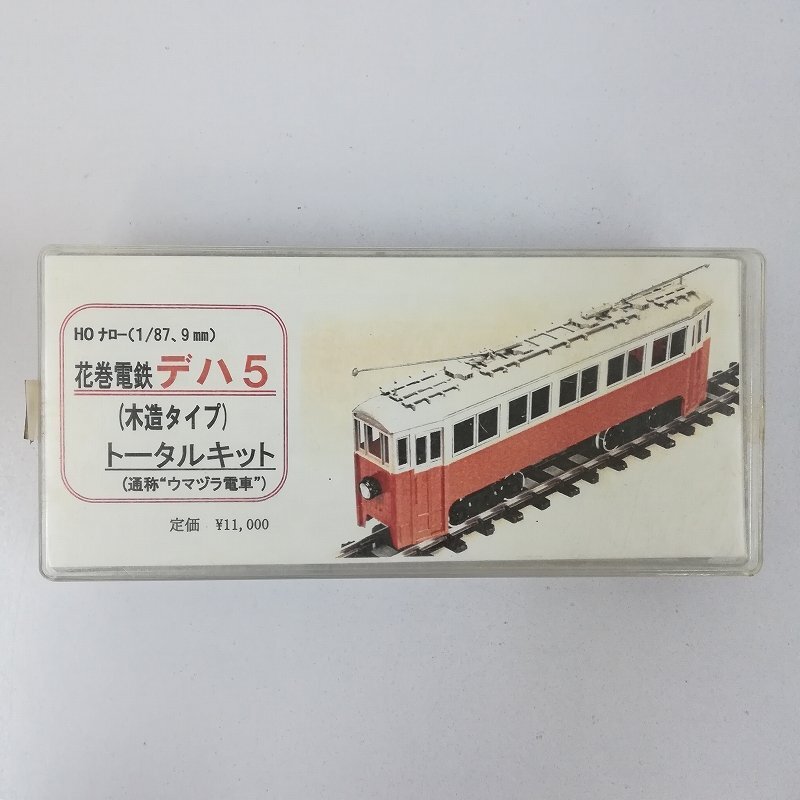 HO ナロー(1/87、9㎜)
花巻電鉄 デハ5
(木造タイプ)
トータルキット
(通称“ウマヅラ電車”)
定価 ¥11,000